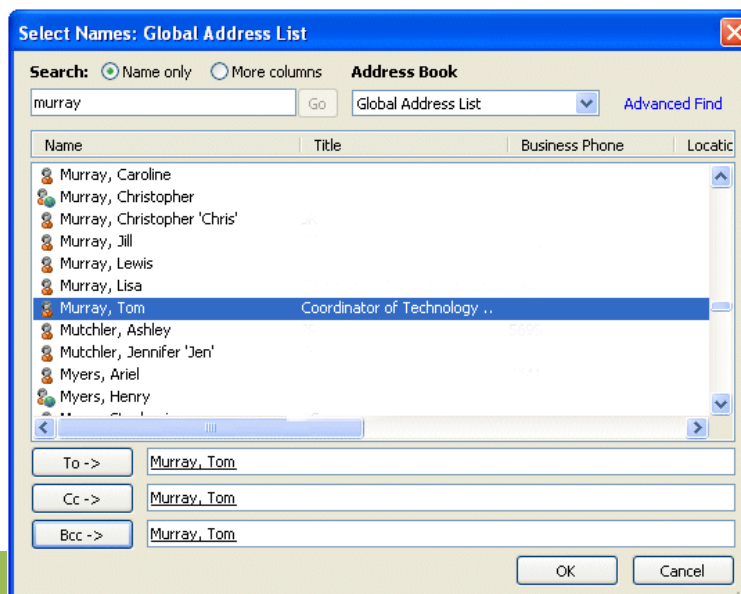 Select Names: Global Address List
Search: Name only More columns Address Book
murray Go Global Address List Advanced Find
Name Title Business Phone Locatic
Murray, Caroline
Murray, Christopher
Murray, Christopher 'Chris'
Murray, Jill
Murray, Lewis
Murray, Lisa
Murray, Tom Coordinator of Technology ..
Mutchler, Ashley
Mutchler, Jennifer 'Jen'
Myers, Ariel
Myers, Henry
To -> Murray, Tom
Cc -> Murray, Tom
Bcc -> Murray, Tom
OK Cancel